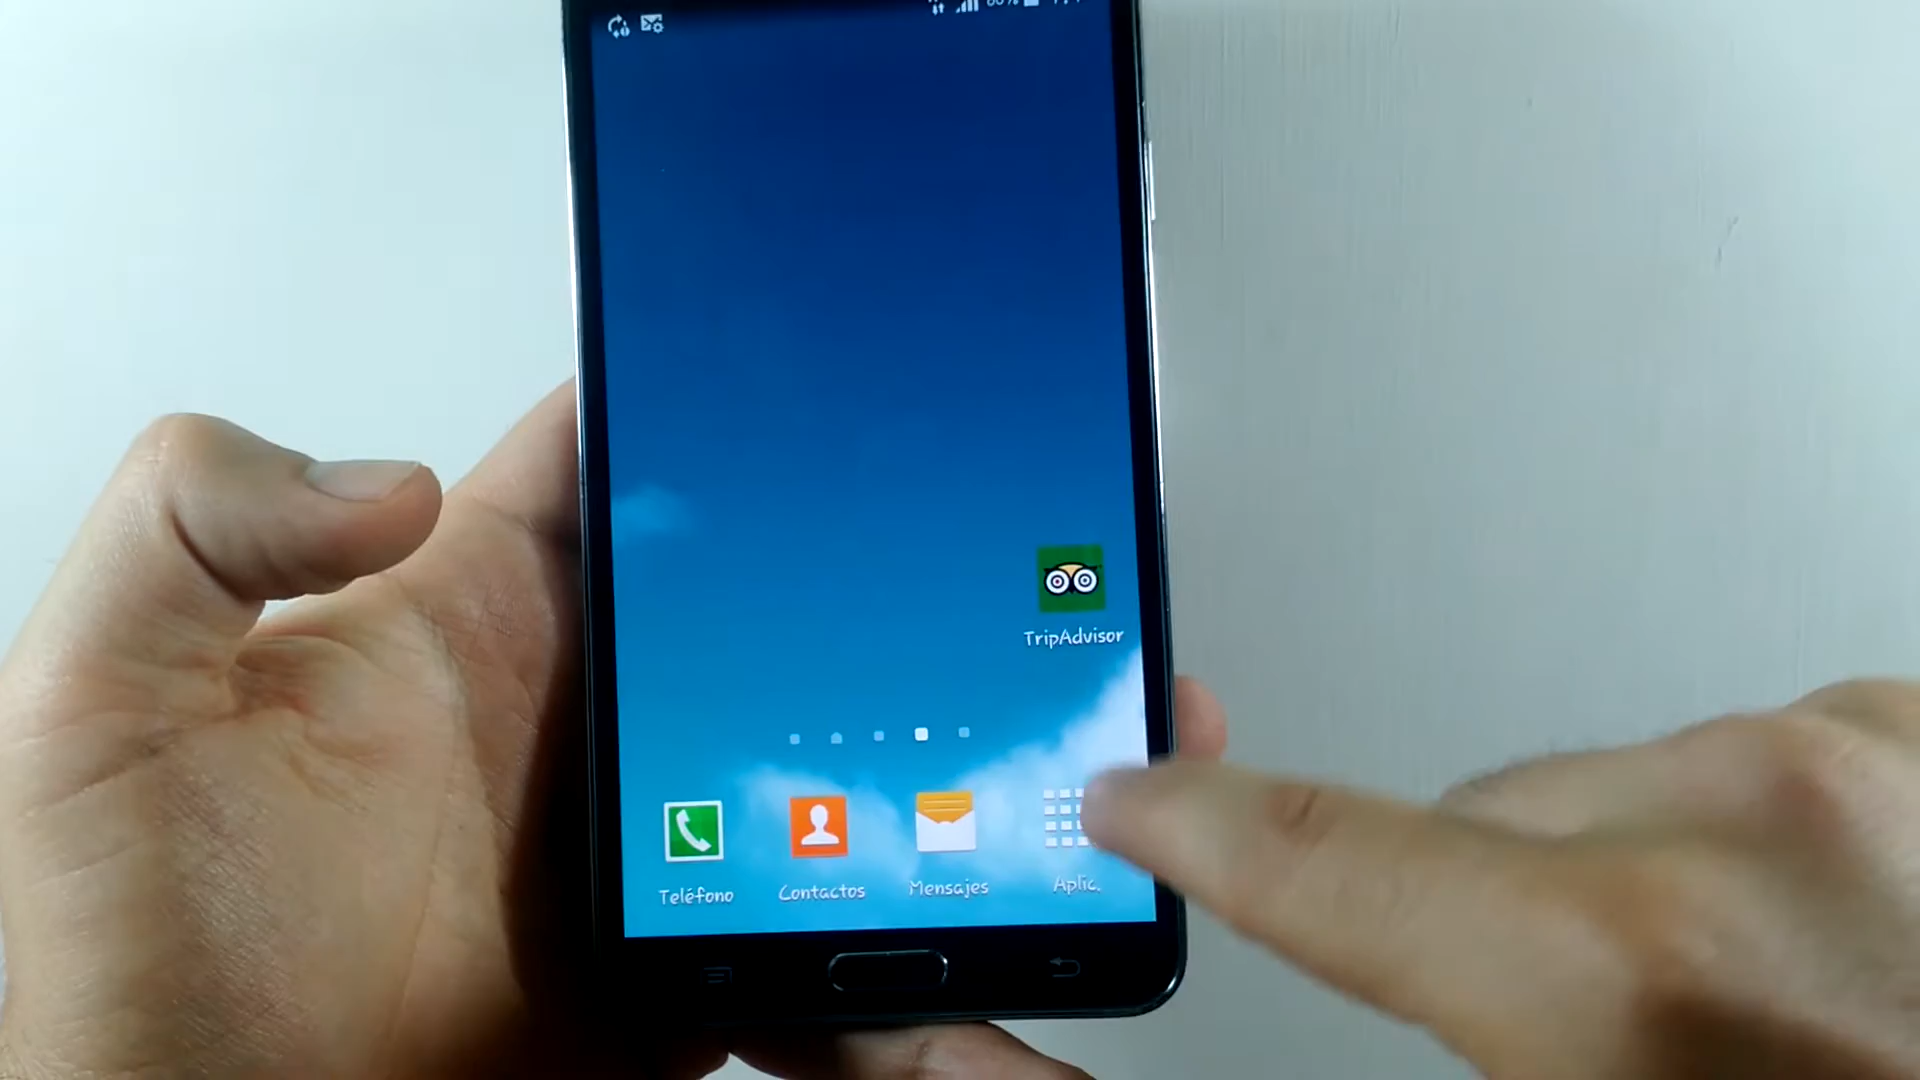 TripAdvisor
Teléfono
Contactos
Mensajes
Aplic.